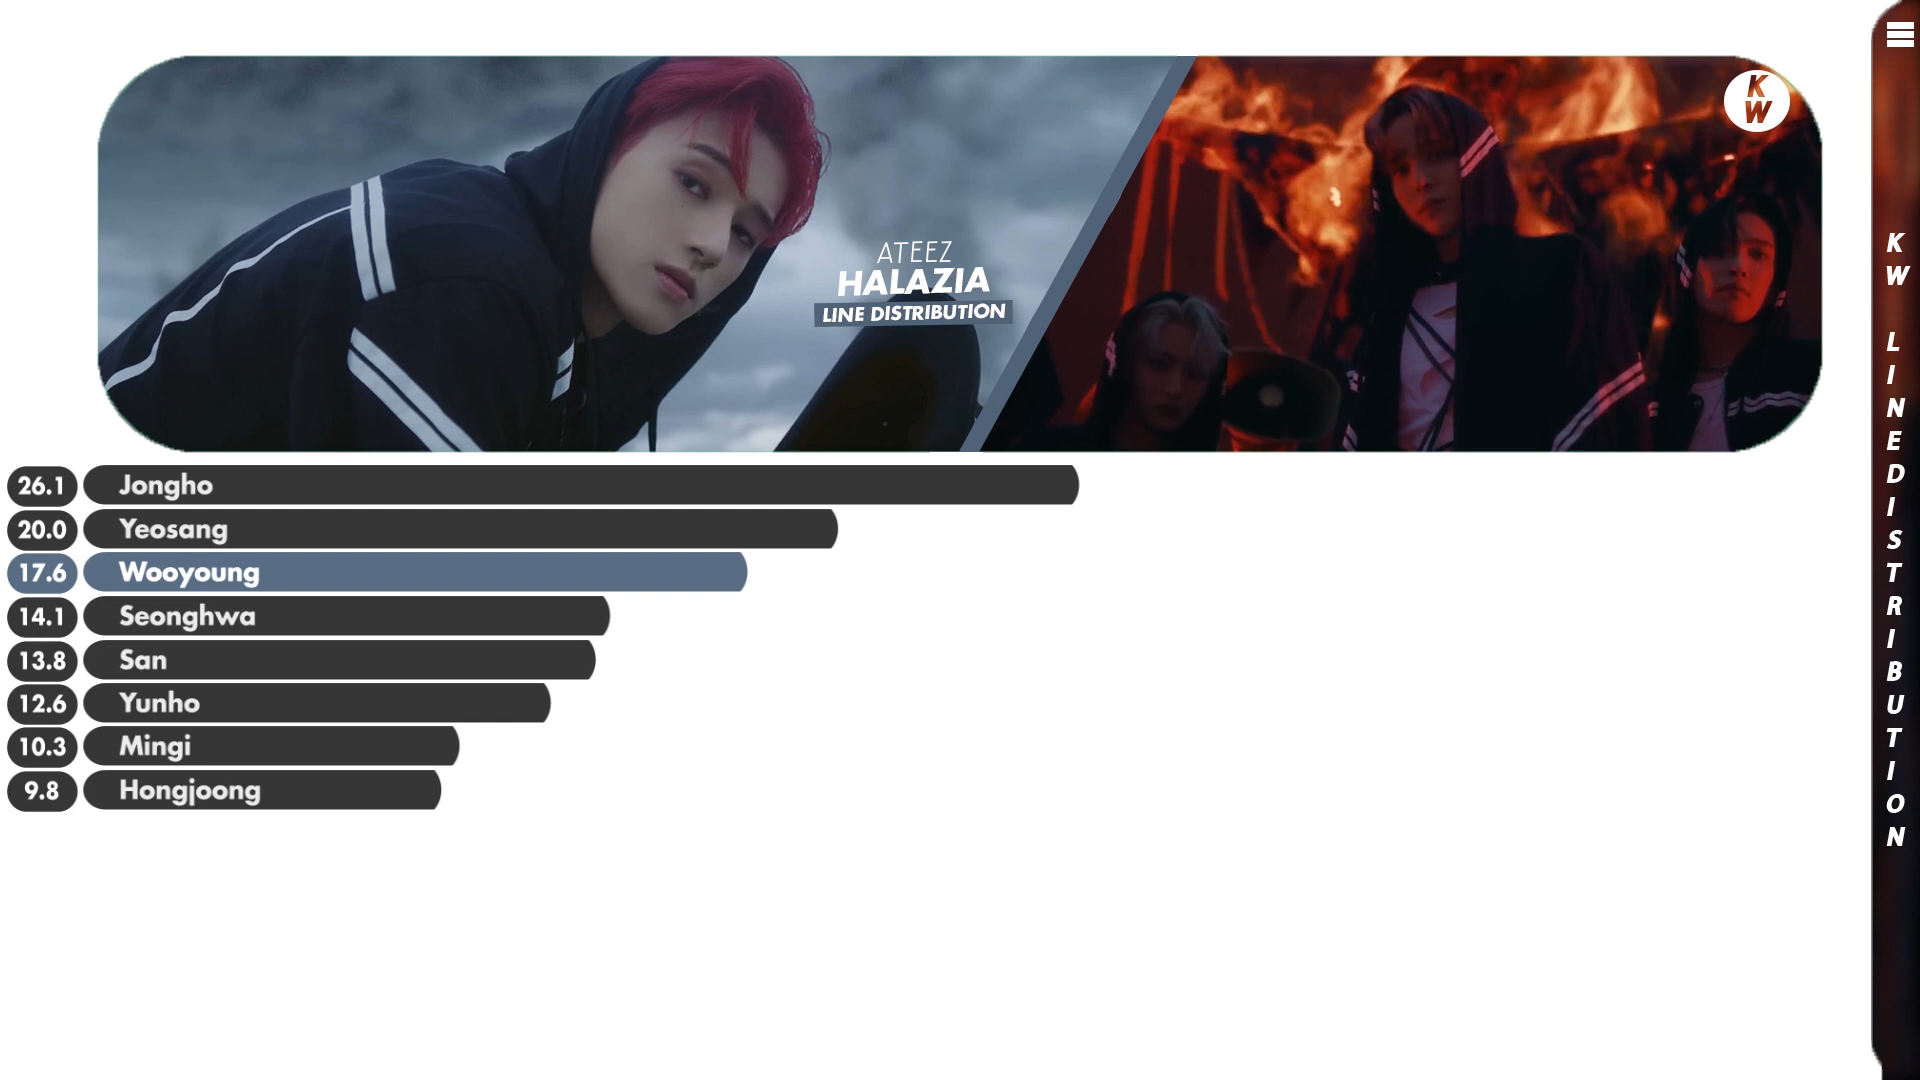 K
W
ATEEZ
HALAZIA
LINE DISTRIBUTION
26.1 Jongho
20.0 Yeosang
17.6 Wooyoung
14.1 Seonghwa
13.8 San
12.6 Yunho
10.3 Mingi
9.8 Hongjoong
KW LINE DISTRIBUTION